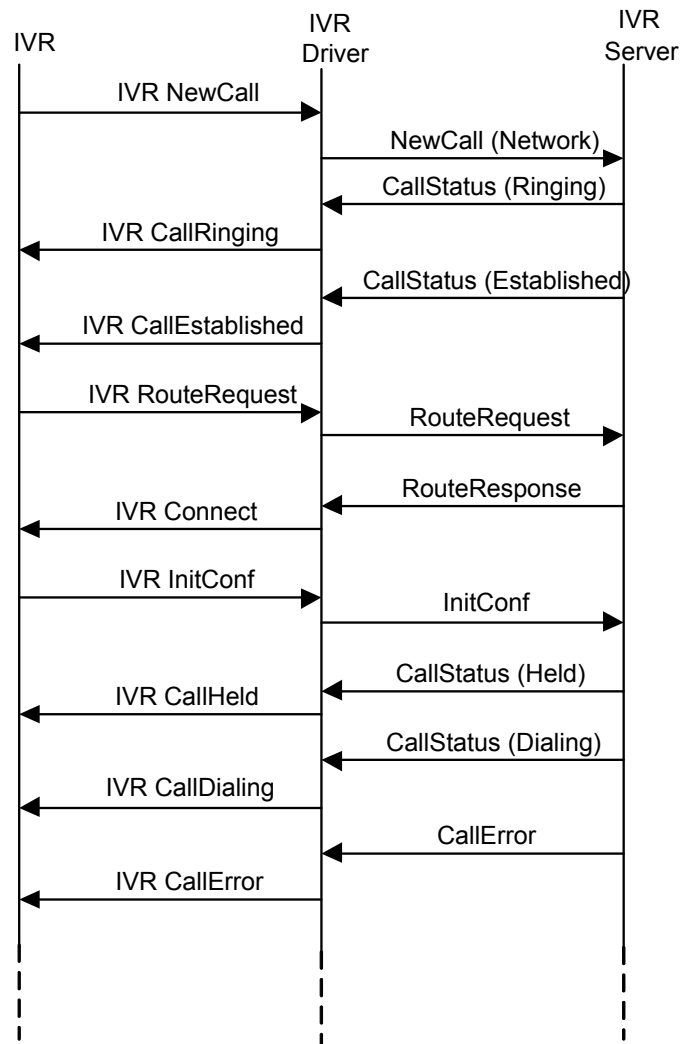 IVR
IVR
Driver
IVR
Server
IVR NewCall
NewCall (Network)
CallStatus (Ringing)
IVR CallRinging
CallStatus (Established)
IVR CallEstablished
IVR RouteRequest
RouteRequest
RouteResponse
IVR Connect
IVR InitConf
InitConf
CallStatus (Held)
IVR CallHeld
CallStatus (Dialing)
IVR CallDialing
CallError
IVR CallError